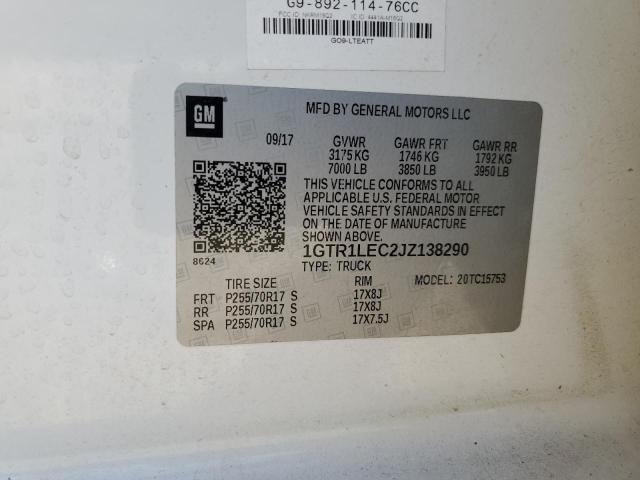 G9-892-114-76CC
GO9-LTEATT
GM
MFD BY GENERAL MOTORS LLC
09/17 GVWR GAWR FRT GAWR RR
3175 KG 1746 KG 1792 KG
7000 LB 3850 LB 3950 LB
THIS VEHICLE CONFORMS TO ALL
APPLICABLE U.S. FEDERAL MOTOR
VEHICLE SAFETY STANDARDS IN EFFECT
ON THE DATE OF MANUFACTURE
SHOWN ABOVE.
8624 1GTR1LEC2JZ138290
TYPE: TRUCK
TIRE SIZE RIM MODEL: 20TC15753
FRT P255/70R17 S 17X8J
RR P255/70R17 S 17X8J
SPA P255/70R17 S 17X7.5J